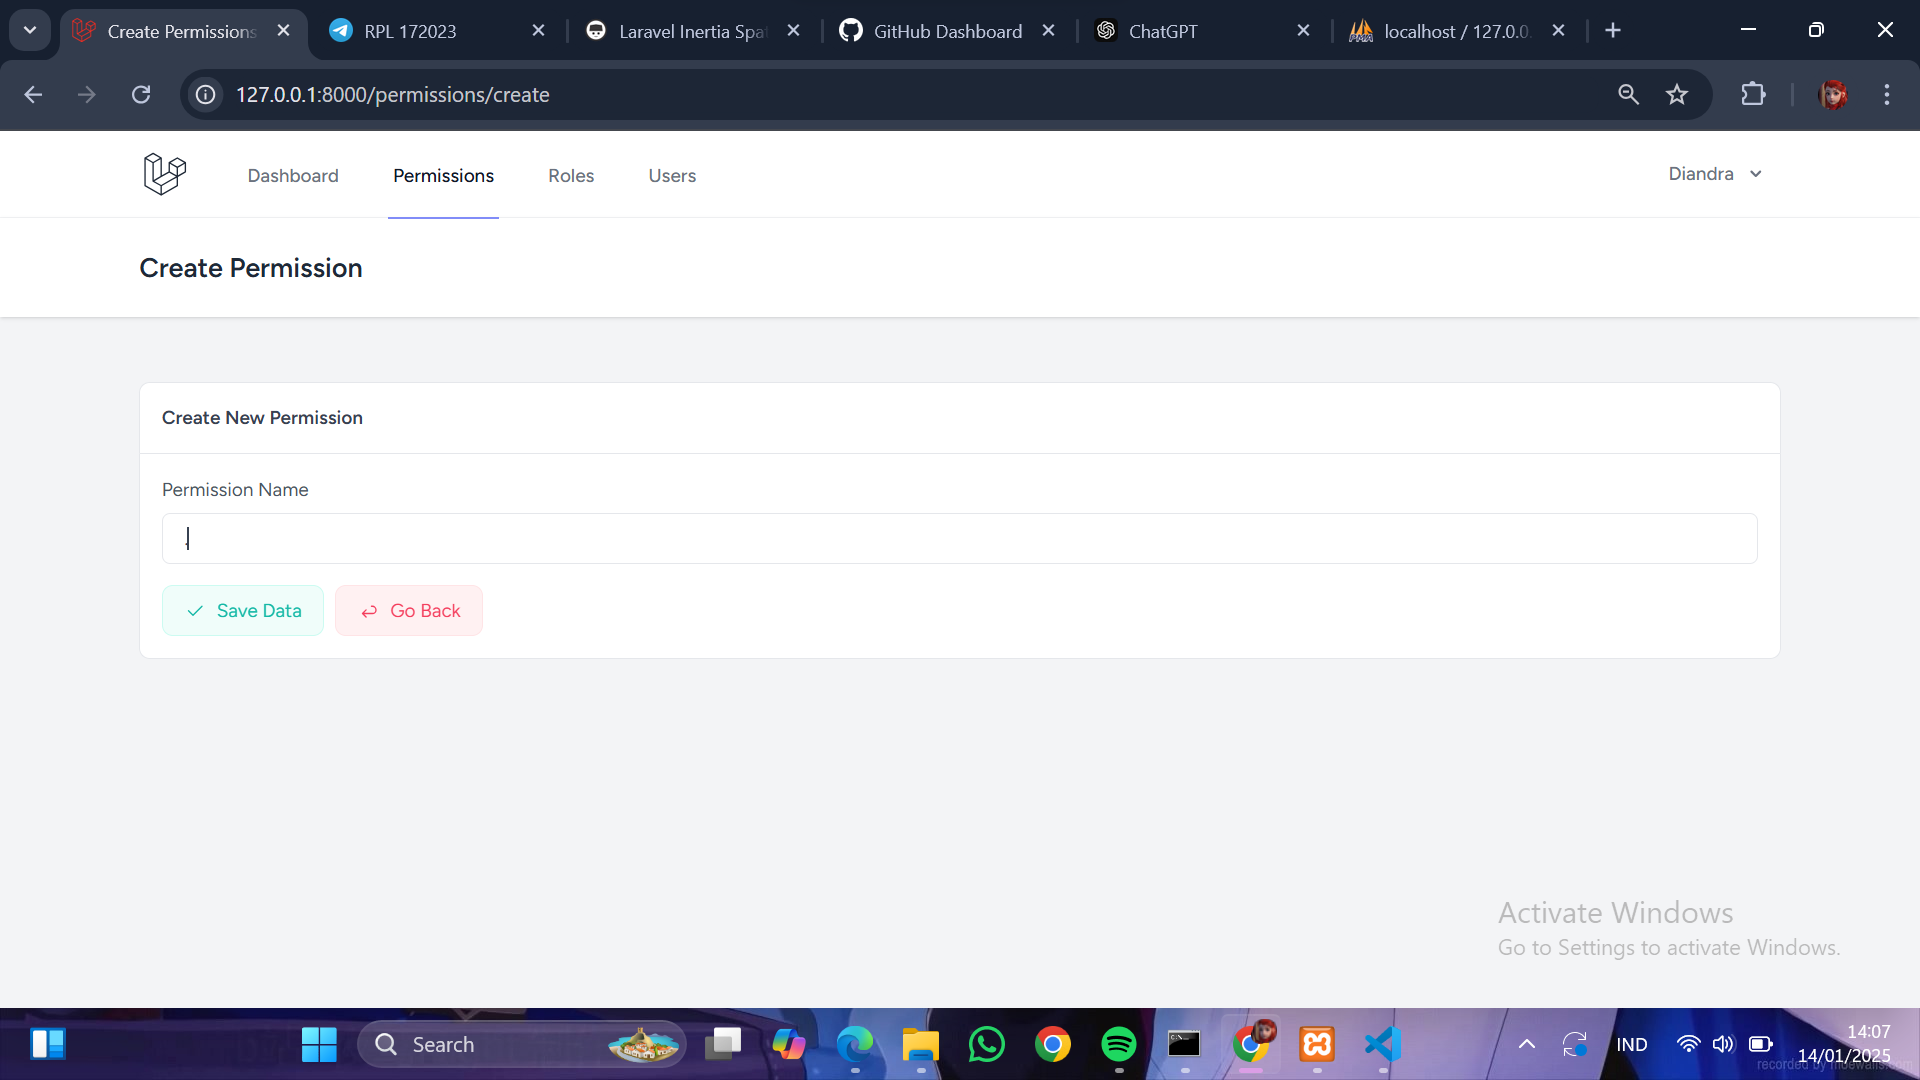 Create Permissions
RPL 172023
Laravel Inertia Spa
GitHub Dashboard
ChatGPT
localhost / 127.0.0.
127.0.0.1:8000/permissions/create
Dashboard
Permissions
Roles
Users
Diandra
Create Permission
Create New Permission
Permission Name
Save Data
Go Back
Activate Windows
Go to Settings to activate Windows.
Search
IND
14:07
14/01/2025
recorded by moewalls.com